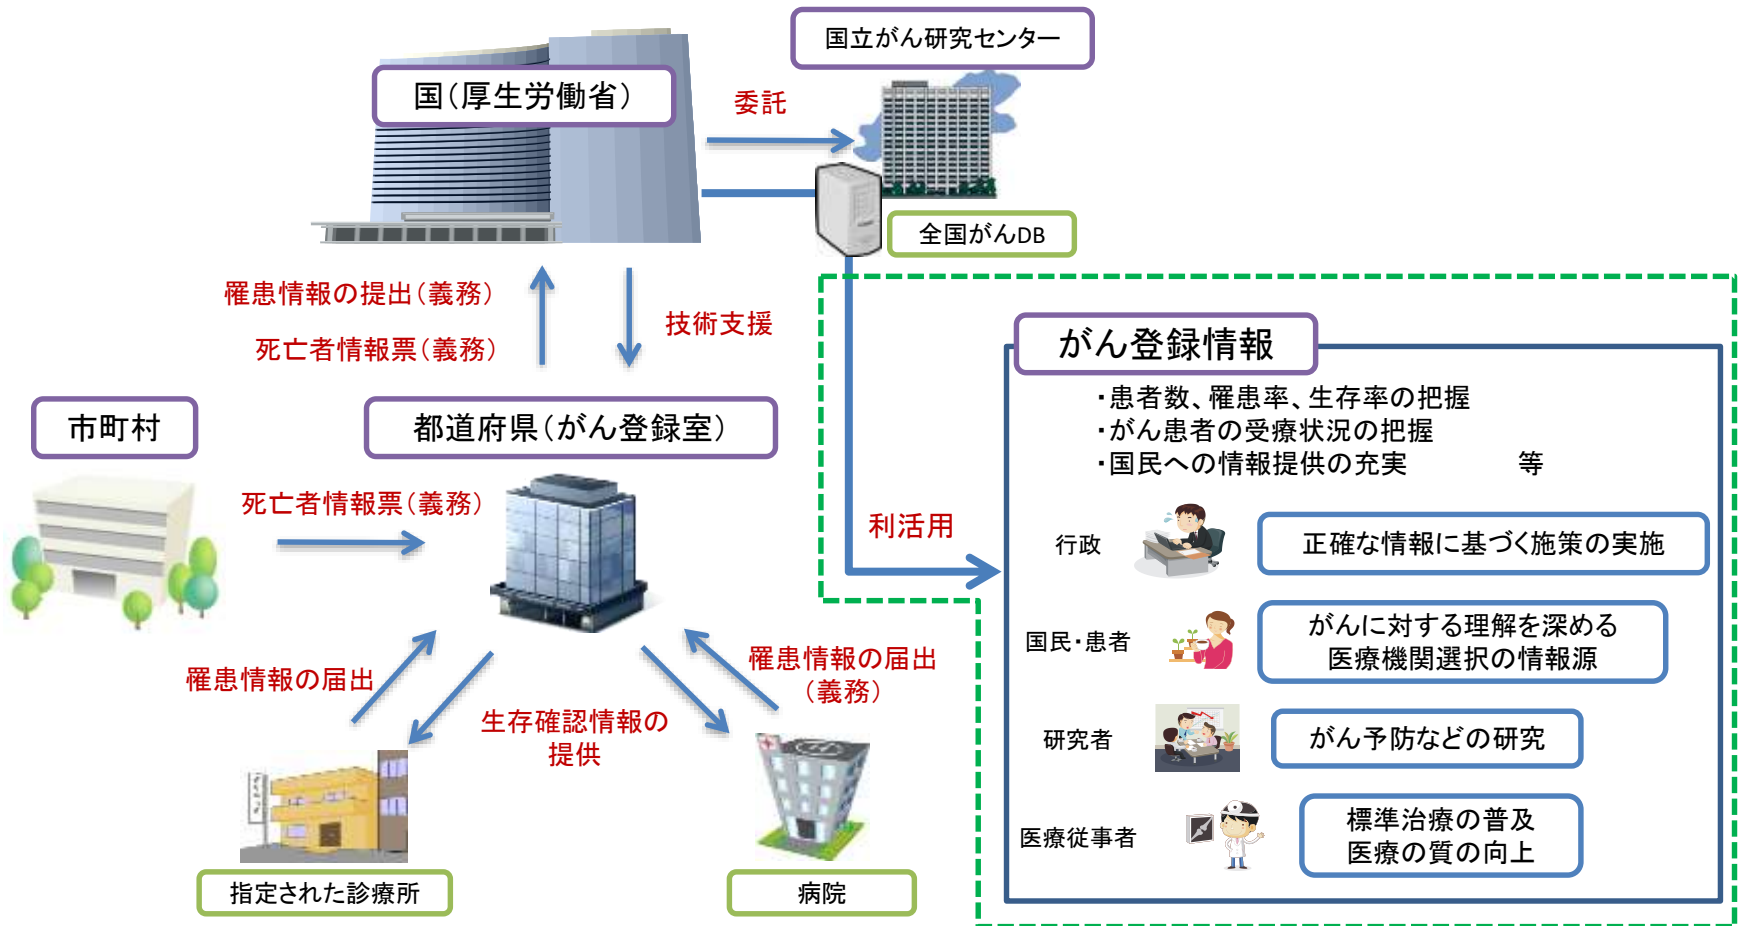 国立がん研究センター
国(厚生労働省)
委託
全国がんDB
罹患情報の提出(義務)
死亡者情報票(義務)
技術支援
市町村
都道府県(がん登録室)
死亡者情報票(義務)
罹患情報の届出
生存確認情報の
提供
罹患情報の届出
(義務)
指定された診療所
病院
利活用
がん登録情報
・患者数、罹患率、生存率の把握
・がん患者の受療状況の把握
・国民への情報提供の充実 等
行政
正確な情報に基づく施策の実施
国民・患者
がんに対する理解を深める
医療機関選択の情報源
研究者
がん予防などの研究
医療従事者
標準治療の普及
医療の質の向上